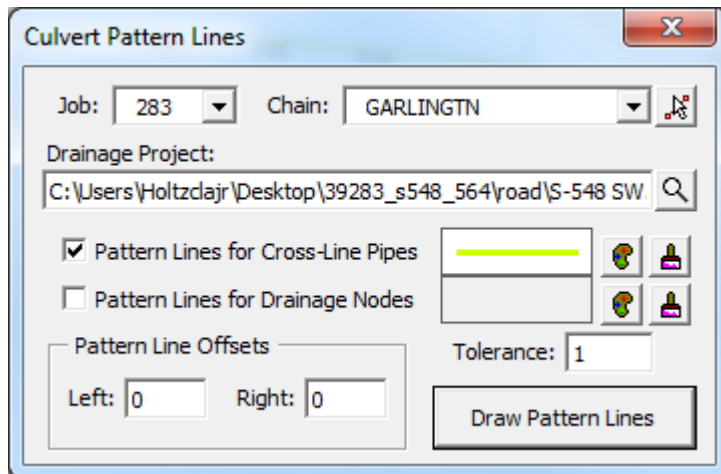 Culvert Pattern Lines
Job: 283 Chain: GARLINGTN
Drainage Project:
C:\Users\Holtzclajr\Desktop\39283_s548_564\road\S-548 SW.
Pattern Lines for Cross-Line Pipes
Pattern Lines for Drainage Nodes
Pattern Line Offsets
Tolerance: 1
Left: 0 Right: 0
Draw Pattern Lines